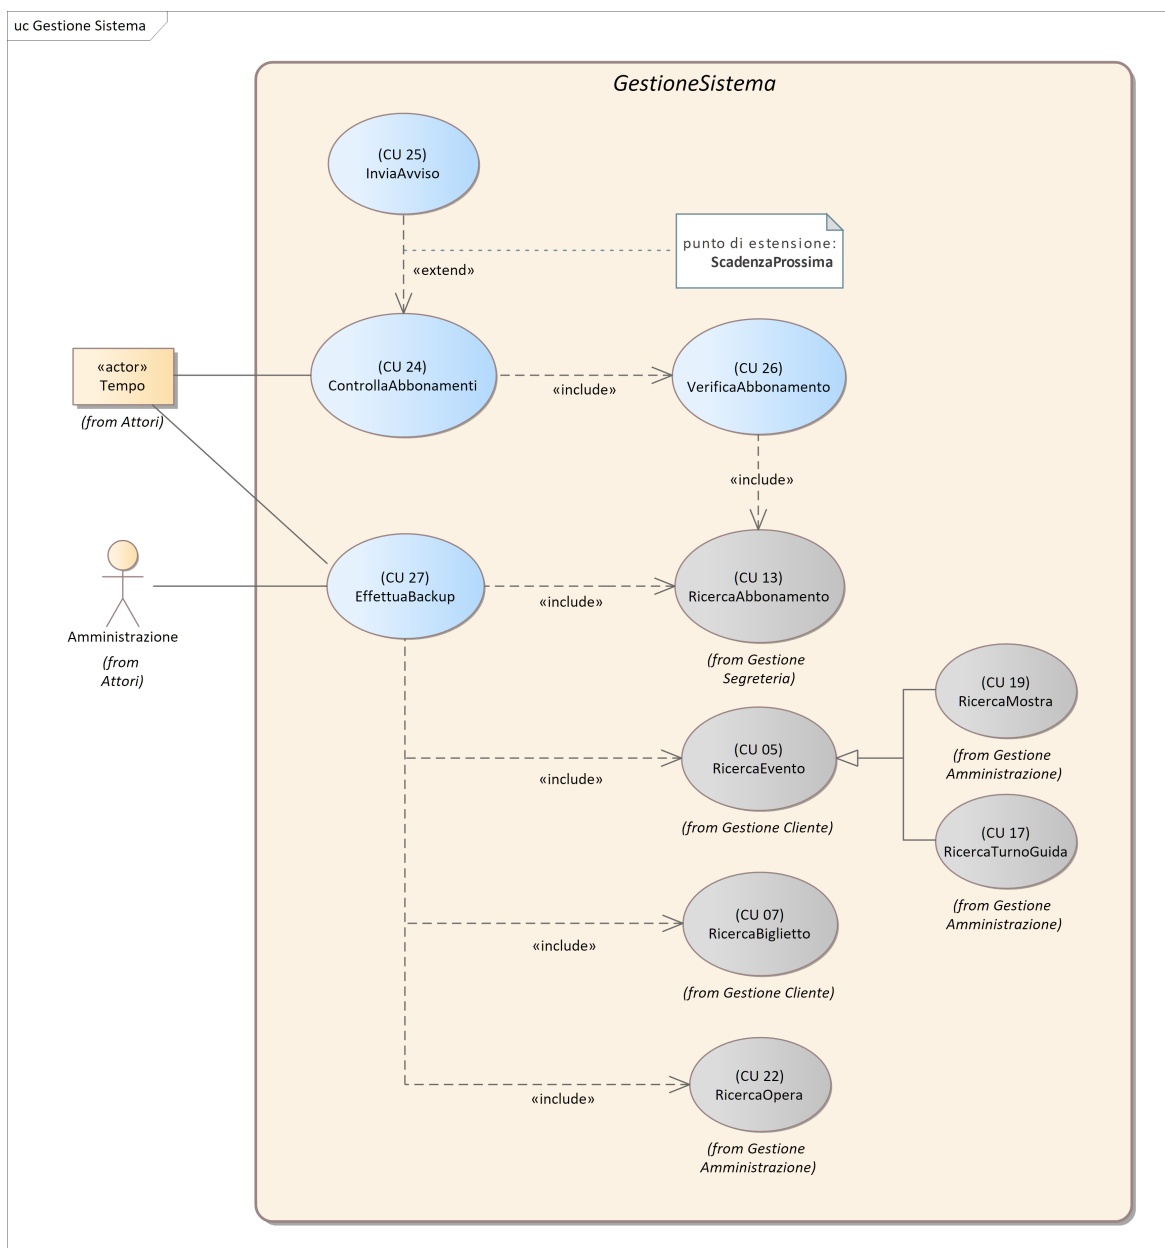 uc Gestione Sistema
GestioneSistema
(CU 25)
InviaAvviso
punto di estensione:
ScadenzaProssima
«extend»
«actor»
Tempo
(from Attori)
(CU 24)
ControllaAbbonamenti
«include»
(CU 26)
VerificaAbbonamento
«include»
Amministrazione
(from
Attori)
(CU 27)
EffettuaBackup
«include»
(CU 13)
RicercaAbbonamento
(from Gestione
Segreteria)
(CU 19)
RicercaMostra
(from Gestione
Amministrazione)
«include»
(CU 05)
RicercaEvento
(from Gestione Cliente)
(CU 17)
RicercaTurnoGuida
(from Gestione
Amministrazione)
«include»
(CU 07)
RicercaBiglietto
(from Gestione Cliente)
«include»
(CU 22)
RicercaOpera
(from Gestione
Amministrazione)